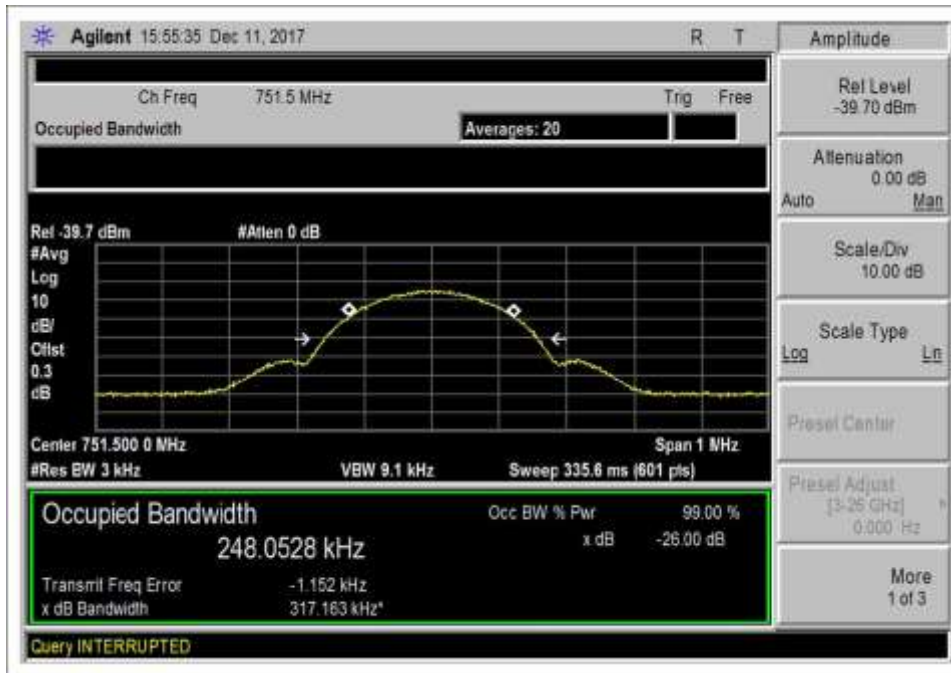 Agilent 15:55:35 Dec 11, 2017 R T
Ch Freq 751.5 MHz Trig Free
Occupied Bandwidth Averages: 20
Ref -39.7 dBm #Atten 0 dB
#Avg
Log
10
dB/
Offst
0.3
dB
Center 751.500 0 MHz Span 1 MHz
#Res BW 3 kHz VBW 9.1 kHz Sweep 335.6 ms (601 pts)
Occupied Bandwidth Occ BW % Pwr 99.00 %
248.0528 kHz x dB -26.00 dB
Transmit Freq Error -1.152 kHz
x dB Bandwidth 317.163 kHz*
Query INTERRUPTED
Amplitude
Ref Level
-39.70 dBm
Attenuation
0.00 dB
Auto Man
Scale/Div
10.00 dB
Scale Type
Log Lin
Presel Center
Presel Adjust
[3-26 GHz]
0.000 Hz
More
1 of 3